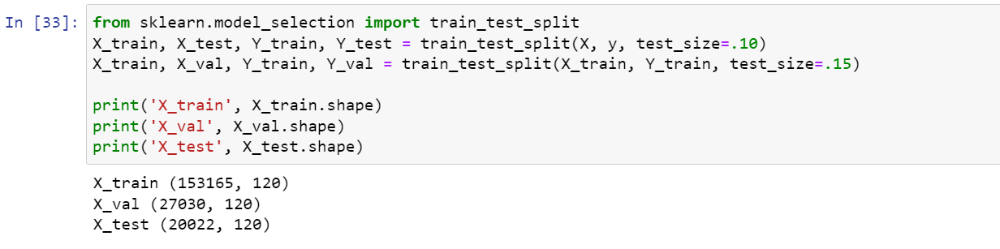 In [33]: from sklearn.model_selection import train_test_split
X_train, X_test, Y_train, Y_test = train_test_split(X, y, test_size=.10)
X_train, X_val, Y_train, Y_val = train_test_split(X_train, Y_train, test_size=.15)
print('X_train', X_train.shape)
print('X_val', X_val.shape)
print('X_test', X_test.shape)
X_train (153165, 120)
X_val (27030, 120)
X_test (20022, 120)